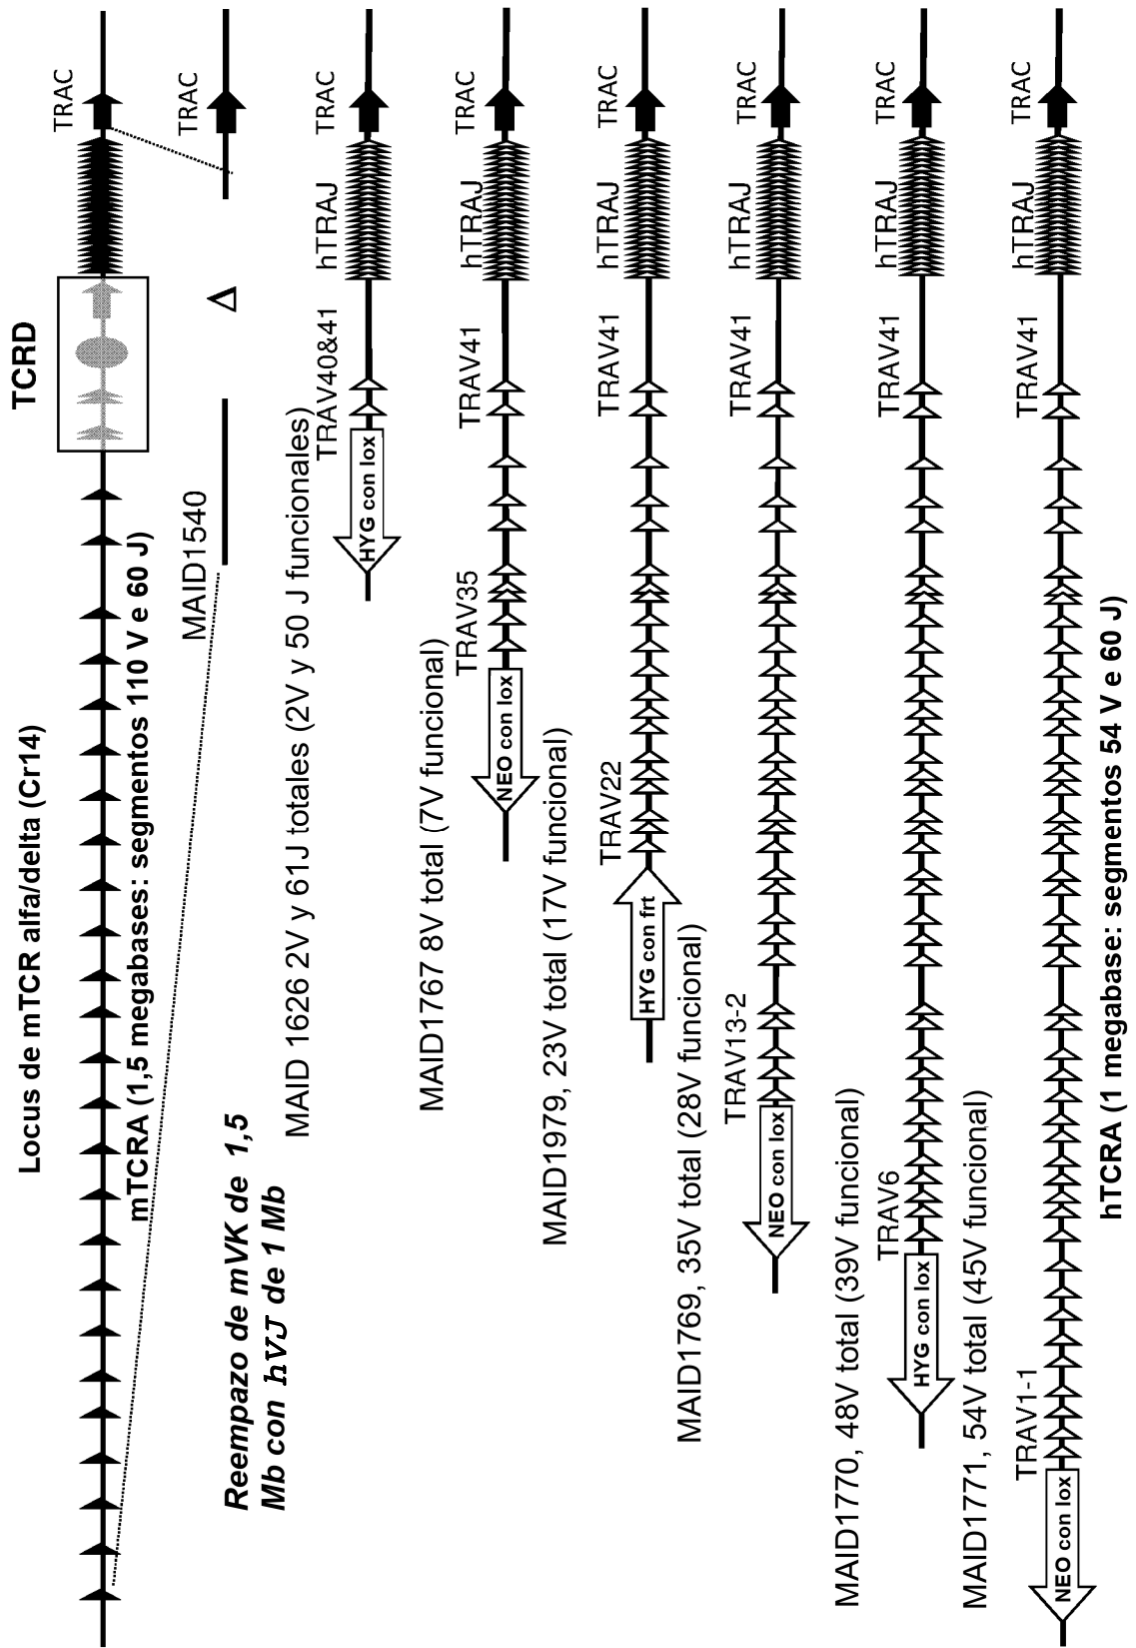 Locus de mTCR alfa/delta (Cr14)
TCRD
TRAC
mTCRA (1,5 megabases: segmentos 110 V e 60 J)
MAID1540
Δ
TRAC
Reempazo de mVK de 1,5
Mb con hVJ de 1 Mb
MAID 1626 2V y 61J totales (2V y 50 J funcionales)
TRAV40&41
hTRAJ
TRAC
HYG con lox
MAID1767 8V total (7V funcional)
TRAV35
TRAV41
hTRAJ
TRAC
NEO con lox
MAID1979, 23V total (17V funcional)
TRAV22
TRAV41
hTRAJ
TRAC
HYG con frt
MAID1769, 35V total (28V funcional)
TRAV13-2
TRAV41
hTRAJ
TRAC
NEO con lox
MAID1770, 48V total (39V funcional)
TRAV6
TRAV41
hTRAJ
TRAC
HYG con lox
MAID1771, 54V total (45V funcional)
TRAV1-1
TRAV41
hTRAJ
TRAC
NEO con lox
hTCRA (1 megabase: segmentos 54 V e 60 J)